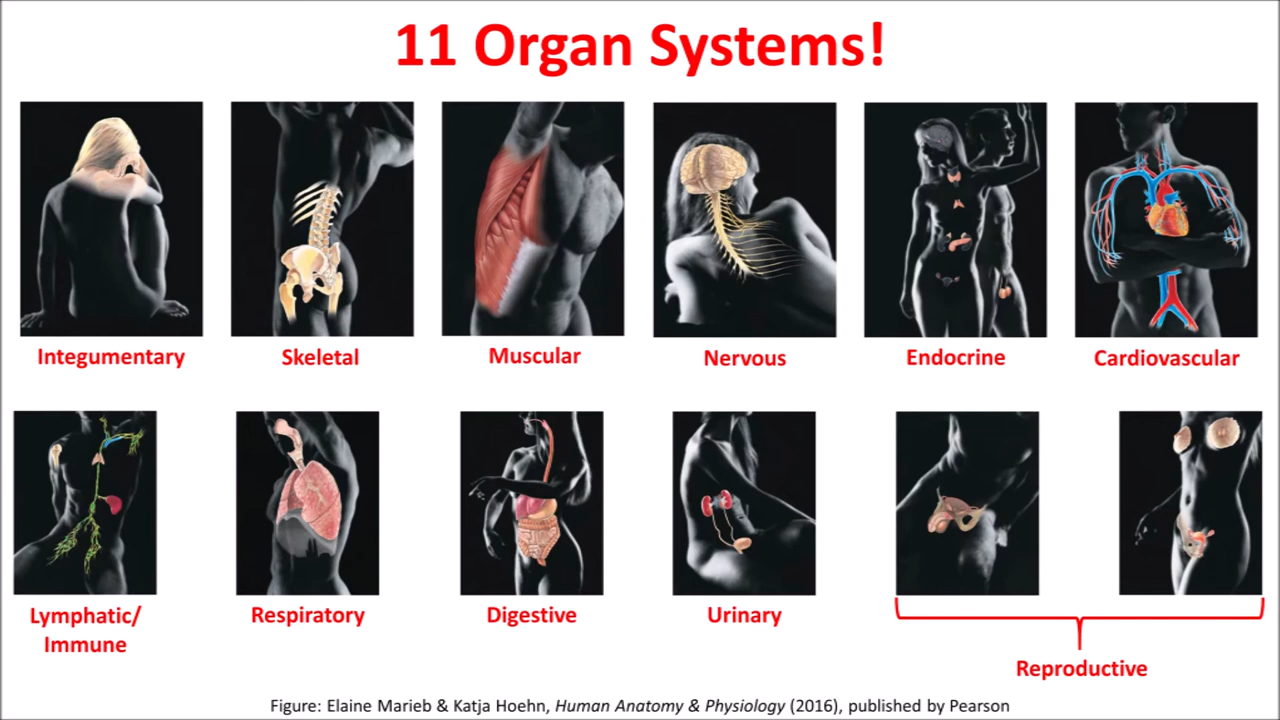 11 Organ Systems!
Integumentary
Skeletal
Muscular
Nervous
Endocrine
Cardiovascular
Lymphatic/
Immune
Respiratory
Digestive
Urinary
Reproductive
Figure: Elaine Marieb & Katja Hoehn, Human Anatomy & Physiology (2016), published by Pearson